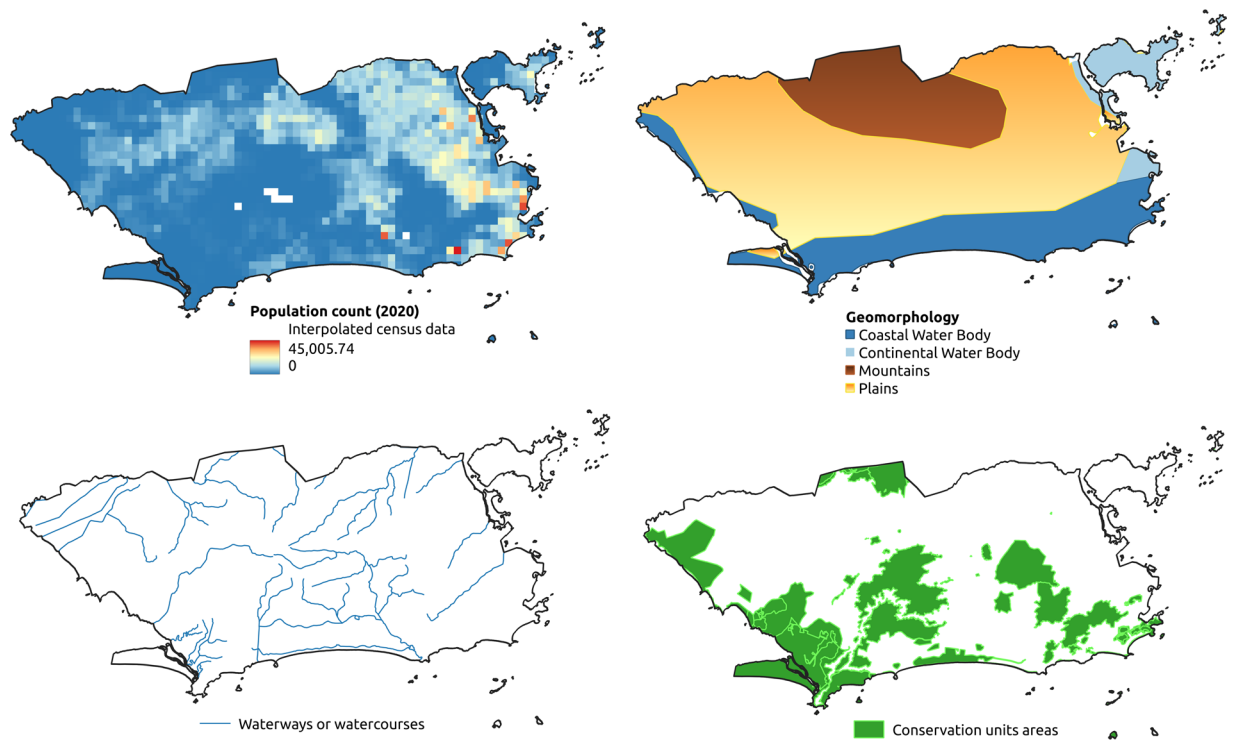 Population count (2020)
Interpolated census data
45,005.74
0
Geomorphology
Coastal Water Body
Continental Water Body
Mountains
Plains
Waterways or watercourses
Conservation units areas